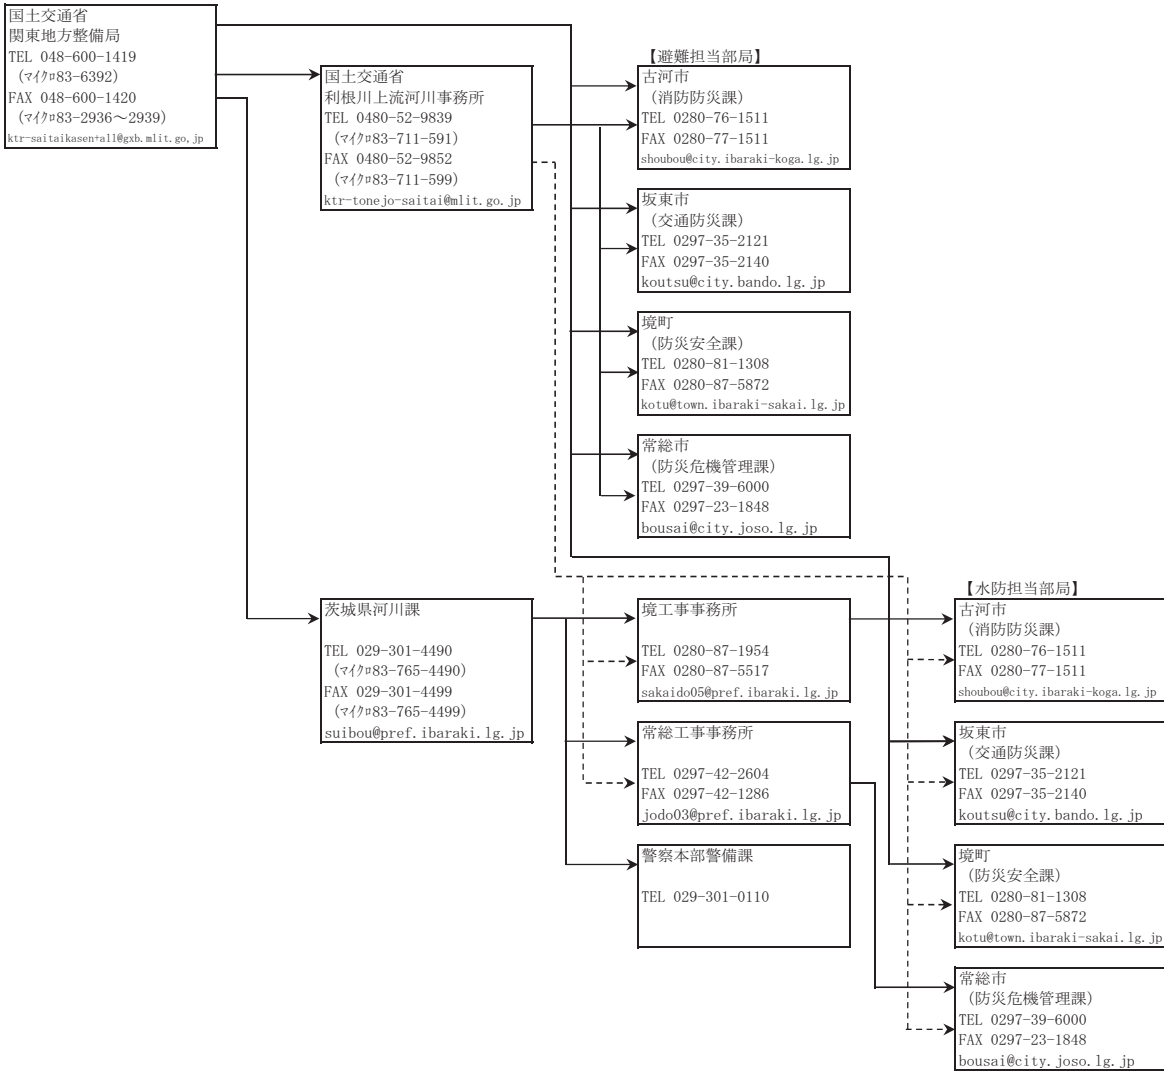 国土交通省
関東地方整備局
TEL 048-600-1419
(マイクロ83-6392)
FAX 048-600-1420
(マイクロ83-2936～2939)
ktr-saitaikasen+all@gxb.mlit.go,jp
国土交通省
利根川上流河川事務所
TEL 0480-52-9839
(マイクロ83-711-591)
FAX 0480-52-9852
(マイクロ83-711-599)
ktr-tonejo-saitai@mlit.go.jp
【避難担当部局】
古河市
(消防防災課)
TEL 0280-76-1511
FAX 0280-77-1511
shoubou@city.ibaraki-koga.lg.jp
坂東市
(交通防災課)
TEL 0297-35-2121
FAX 0297-35-2140
koutsu@city.bando.lg.jp
境町
(防災安全課)
TEL 0280-81-1308
FAX 0280-87-5872
kotu@town.ibaraki-sakai.lg.jp
常総市
(防災危機管理課)
TEL 0297-39-6000
FAX 0297-23-1848
bousai@city.joso.lg.jp
茨城県河川課
TEL 029-301-4490
(マイクロ83-765-4490)
FAX 029-301-4499
(マイクロ83-765-4499)
suibou@pref.ibaraki.lg.jp
境工事事務所
TEL 0280-87-1954
FAX 0280-87-5517
sakaido05@pref.ibaraki.lg.jp
常総工事事務所
TEL 0297-42-2604
FAX 0297-42-1286
jodo03@pref.ibaraki.lg.jp
警察本部警備課
TEL 029-301-0110
【水防担当部局】
古河市
(消防防災課)
TEL 0280-76-1511
FAX 0280-77-1511
shoubou@city.ibaraki-koga.lg.jp
坂東市
(交通防災課)
TEL 0297-35-2121
FAX 0297-35-2140
koutsu@city.bando.lg.jp
境町
(防災安全課)
TEL 0280-81-1308
FAX 0280-87-5872
kotu@town.ibaraki-sakai.lg.jp
常総市
(防災危機管理課)
TEL 0297-39-6000
FAX 0297-23-1848
bousai@city.joso.lg.jp